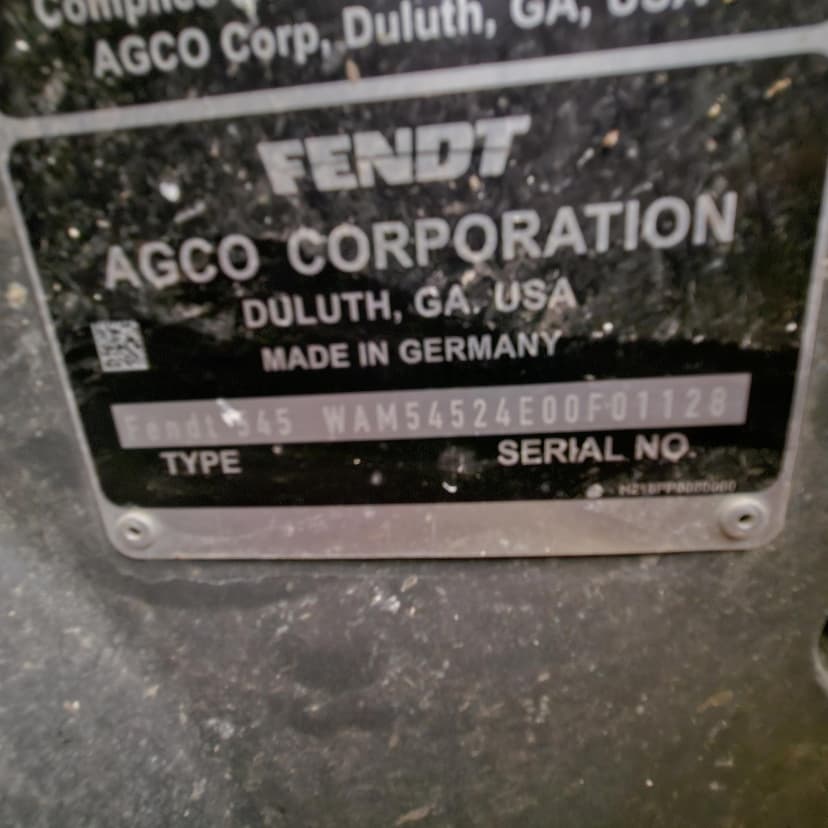 Complies
AGCO Corp, Duluth, GA, USA
FENDT
AGCO CORPORATION
DULUTH, GA. USA
MADE IN GERMANY
Fendt 545 WAM54524E00F01128
TYPE SERIAL NO.